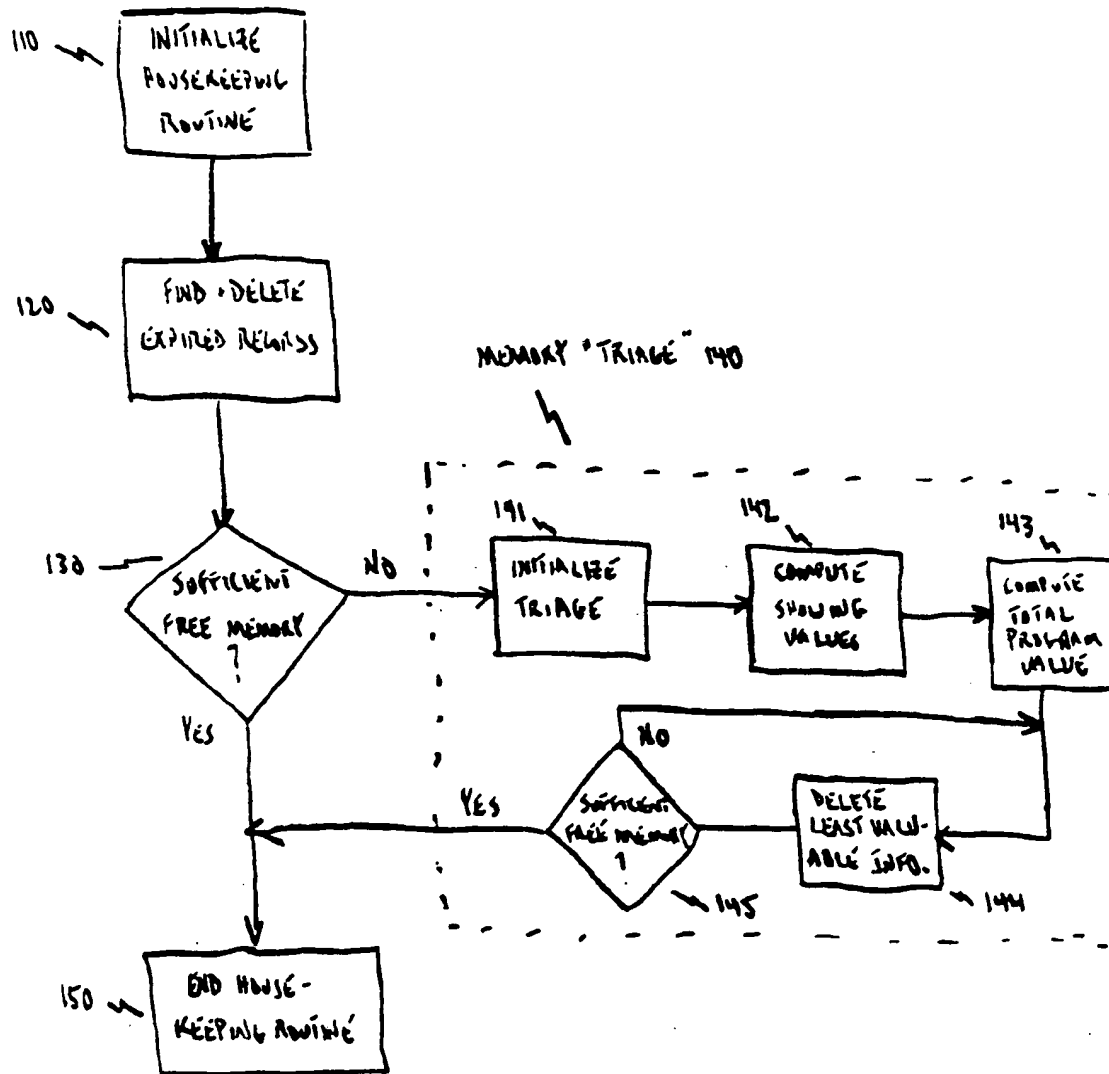 110
INITIALIZE
HOUSEKEEPING
ROUTINE
120
FIND + DELETE
EXPIRED RECORDS
MEMORY "TRIAGE" 140
130
SUFFICIENT
FREE MEMORY
?
NO
YES
141
INITIALIZE
TRIAGE
142
COMPUTE
SHOWING
VALUES
143
COMPUTE
TOTAL
PROGRAM
VALUE
NO
YES
SUFFICIENT
FREE MEMORY
?
145
DELETE
LEAST VALU-
ABLE INFO.
144
150
END HOUSE-
KEEPING ROUTINE